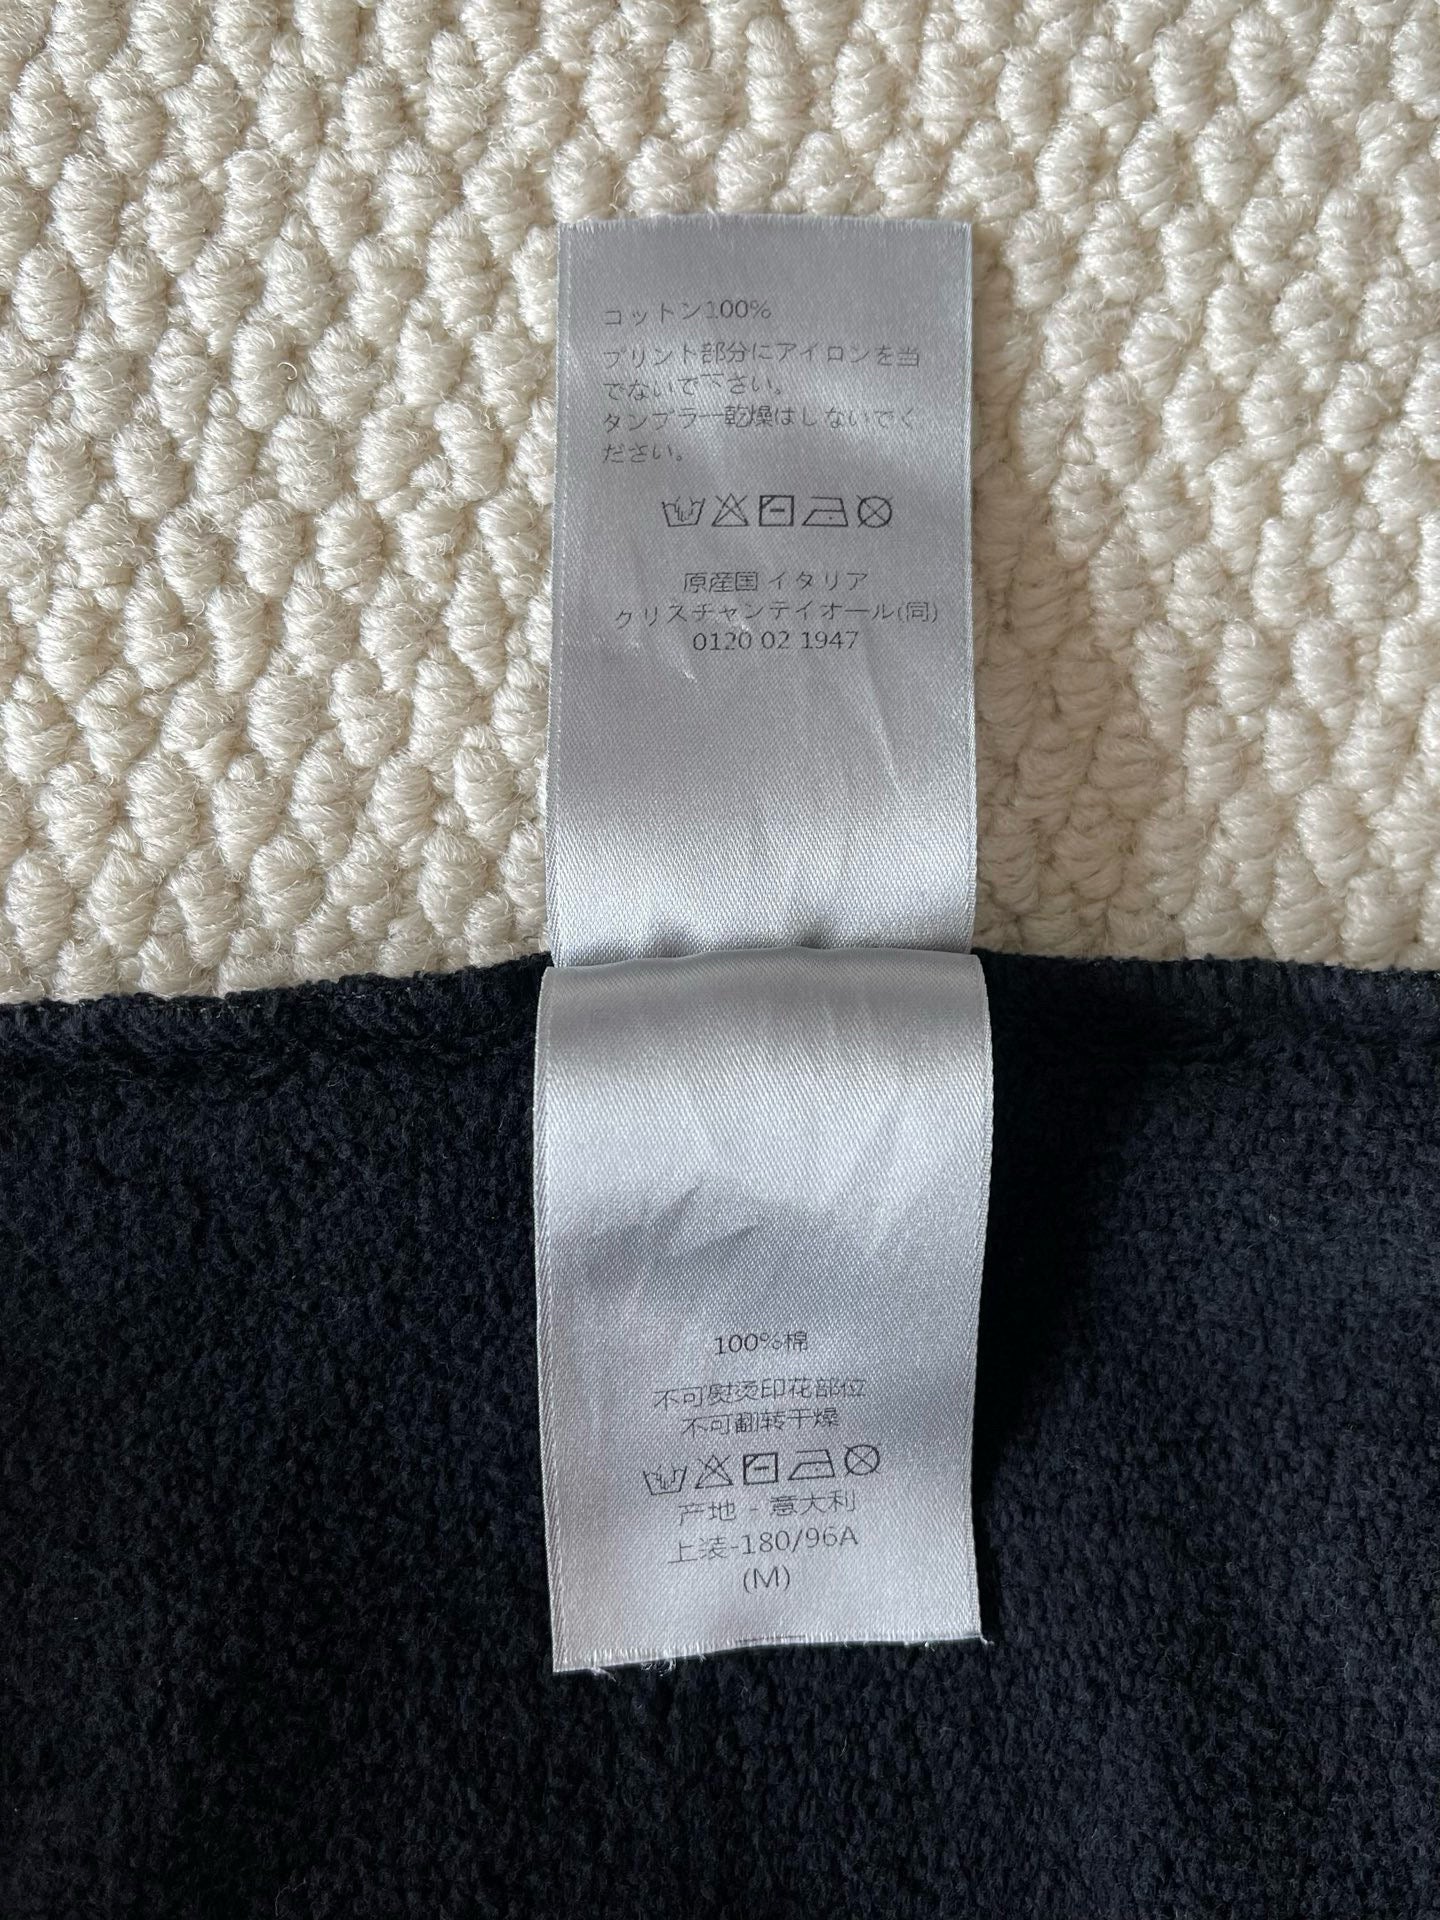 コットン100%
プリント部分にアイロンを当
でないで下さい。
タンブラー乾燥はしないでく
ださい。
原産国 イタリア
クリスチャンデイオール(同)
0120 02 1947
100%棉
不可熨烫印花部位
不可翻转干燥
产地 - 意大利
上装-180/96A
(M)